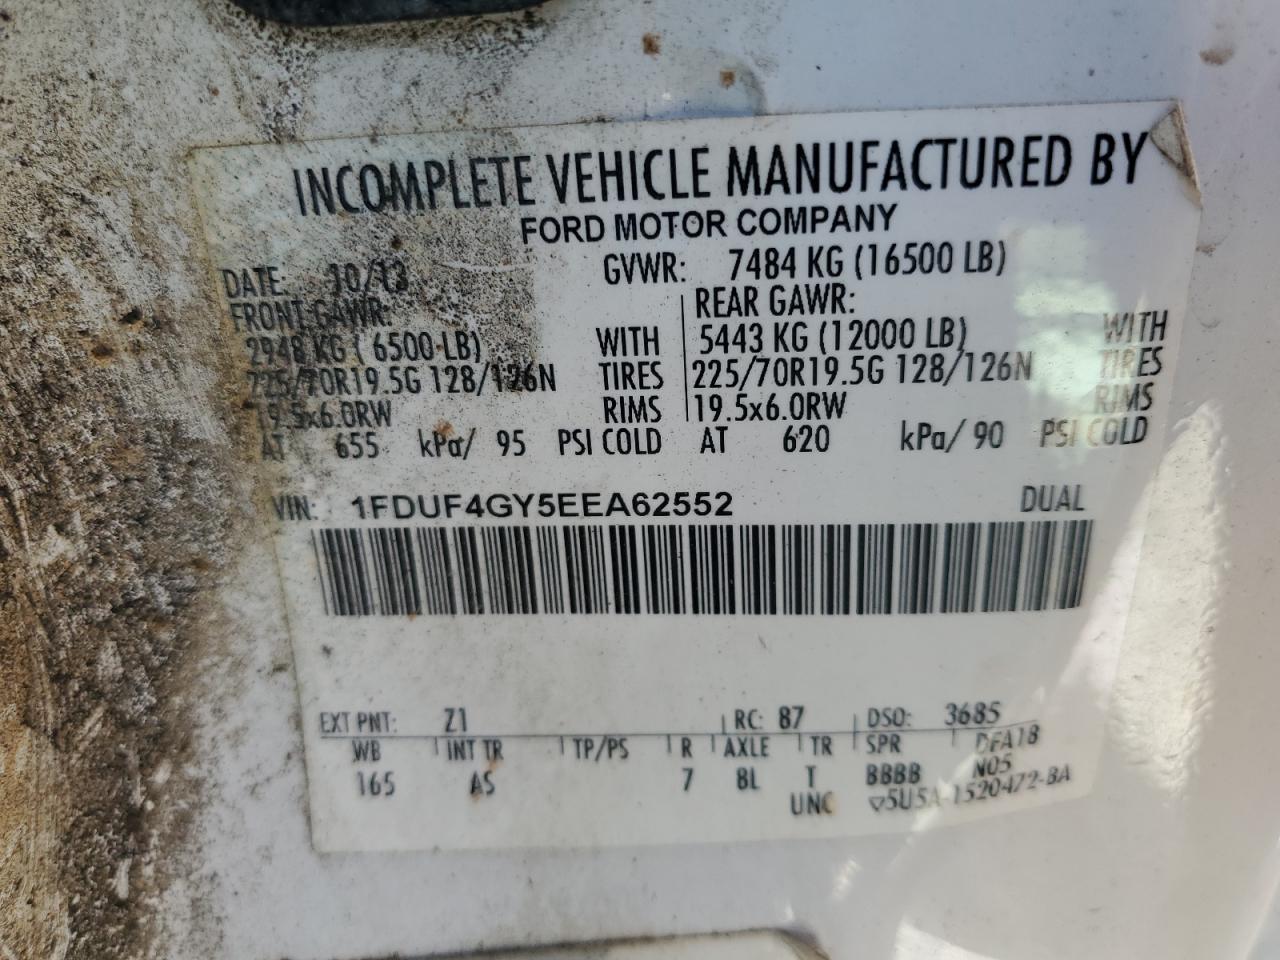 INCOMPLETE VEHICLE MANUFACTURED BY
FORD MOTOR COMPANY
DATE: 10/13 GVWR: 7484 KG (16500 LB)
FRONT GAWR: REAR GAWR:
2948 KG ( 6500 LB) WITH 5443 KG (12000 LB) WITH
225/70R19.5G 128/126N TIRES 225/70R19.5G 128/126N TIRES
19.5x6.0RW RIMS 19.5x6.0RW RIMS
AT 655 kPa/ 95 PSI COLD AT 620 kPa/ 90 PSI COLD
VIN: 1FDUF4GY5EEA62552 DUAL
EXT PNT: Z1 RC: 87 DSO: 3685
WB INT TR TP/PS R AXLE TR SPR DFA18
165 AS 7 8L T BBBB N05
UNC ▽5U5A-1520472-BA